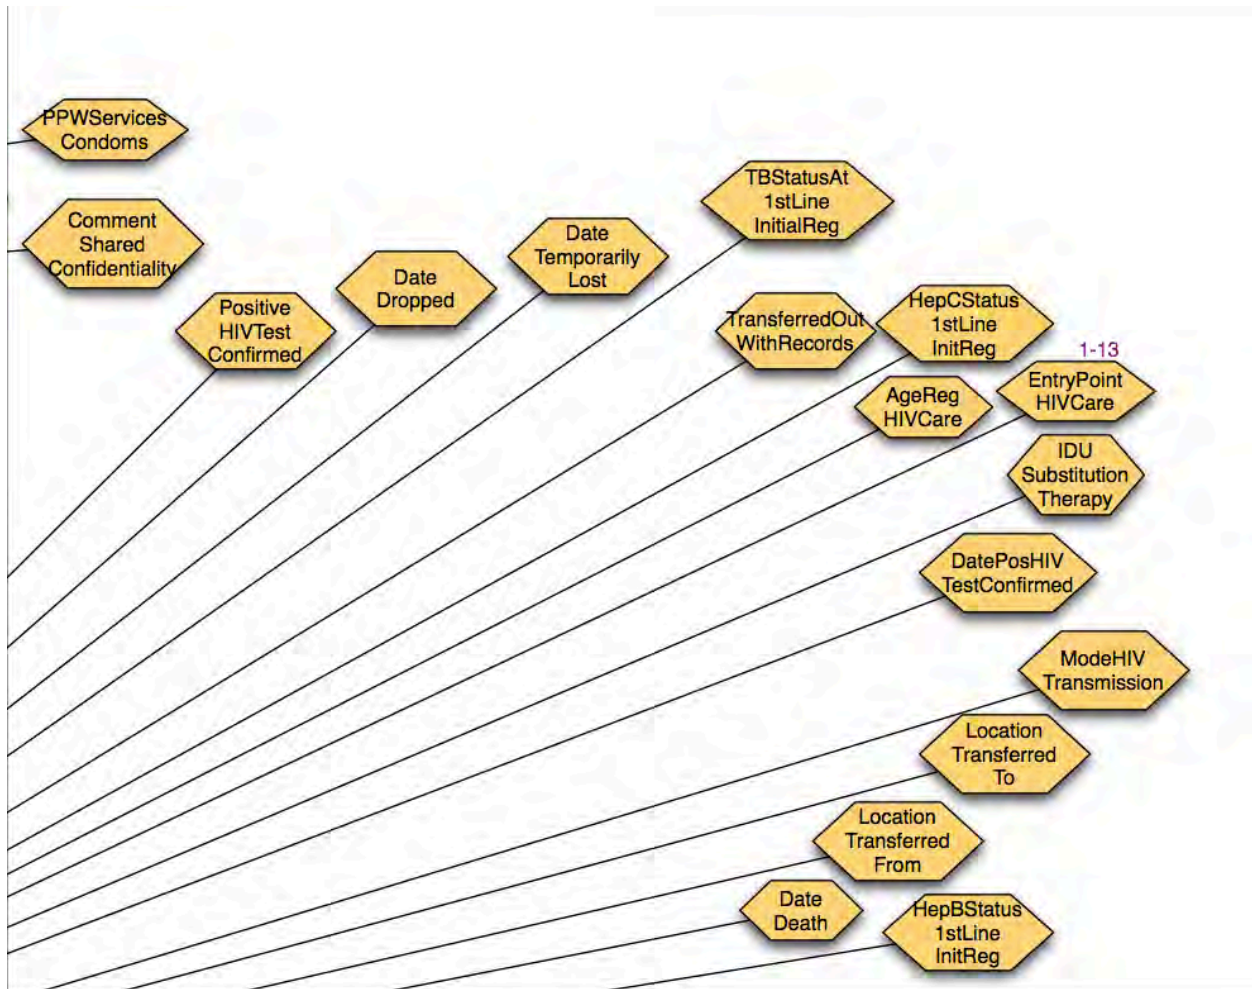 PPWServices
Condoms
Comment
Shared
Confidentiality
Positive
HIVTest
Confirmed
Date
Dropped
Date
Temporarily
Lost
TBStatusAt
1stLine
InitialReg
TransferredOut
WithRecords
HepCStatus
1stLine
InitReg
1-13
EntryPoint
HIVCare
AgeReg
HIVCare
IDU
Substitution
Therapy
DatePosHIV
TestConfirmed
ModeHIV
Transmission
Location
Transferred
To
Location
Transferred
From
Date
Death
HepBStatus
1stLine
InitReg